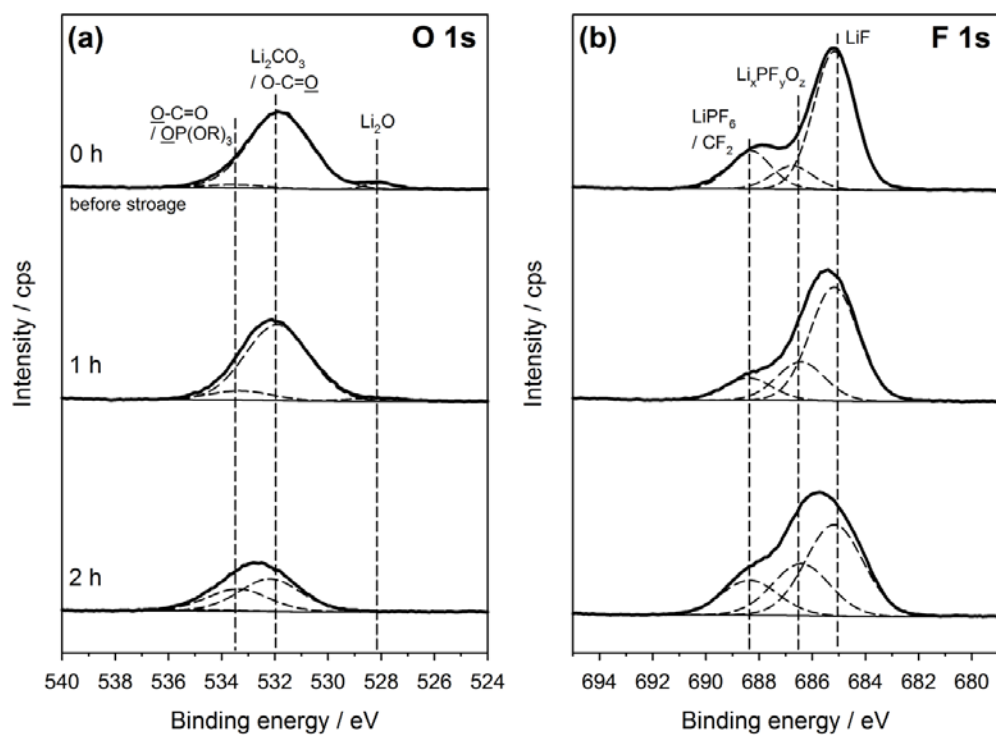 (a)
O 1s
Li₂CO₃
/ O-C=O
O-C=O
/ OP(OR)₃
Li₂O
0 h
before stroage
1 h
2 h
Intensity / cps
540 538 536 534 532 530 528 526 524
Binding energy / eV
(b)
F 1s
LiF
LiₓPFᵧO_z
LiPF₆
/ CF₂
Intensity / cps
694 692 690 688 686 684 682 680
Binding energy / eV